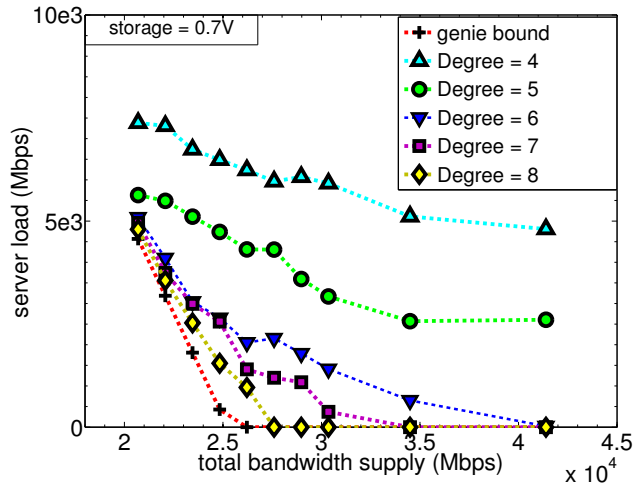 10e3
storage = 0.7V
genie bound
Degree = 4
Degree = 5
Degree = 6
Degree = 7
Degree = 8
server load (Mbps)
5e3
0
2 2.5 3 3.5 4 4.5
total bandwidth supply (Mbps)
x 10^4